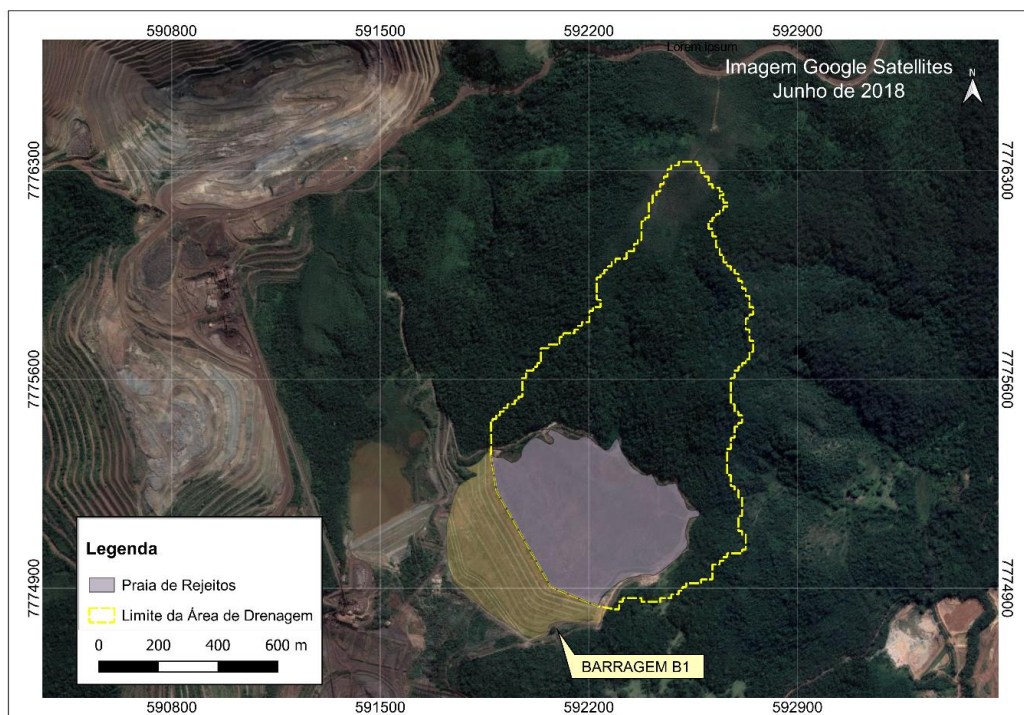 590800 591500 592200 592900
Lorem Ipsum
Imagem Google Satellites
Junho de 2018
N
7776300 7776300
7775600 7775600
7774900 7774900
Legenda
Praia de Rejeitos
Limite da Área de Drenagem
0 200 400 600 m
BARRAGEM B1
590800 591500 592200 592900